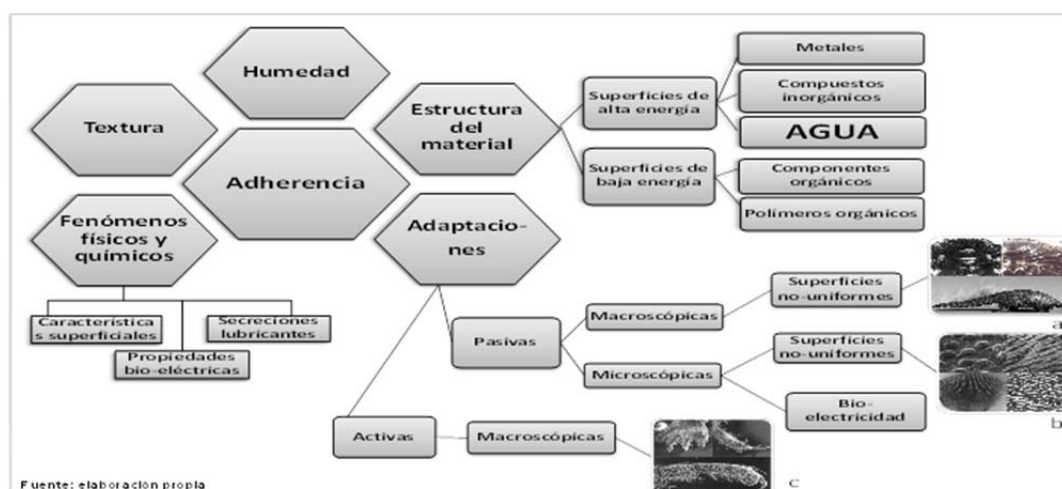 Humedad
Textura
Adherencia
Estructura
del
material
Fenómenos
físicos y
químicos
Adaptacio-
nes
Superficies de
alta energía
Superficies de
baja energía
Metales
Compuestos
inorgánicos
AGUA
Componentes
orgánicos
Polímeros orgánicos
Característica
s superficiales
Secreciones
lubricantes
Propiedades
bio-eléctricas
Pasivas
Macroscópicas
Superficies
no-uniformes
a
Microscópicas
Superficies
no-uniformes
b
Bio-
electricidad
Activas
Macroscópicas
c
Fuente: elaboración propia